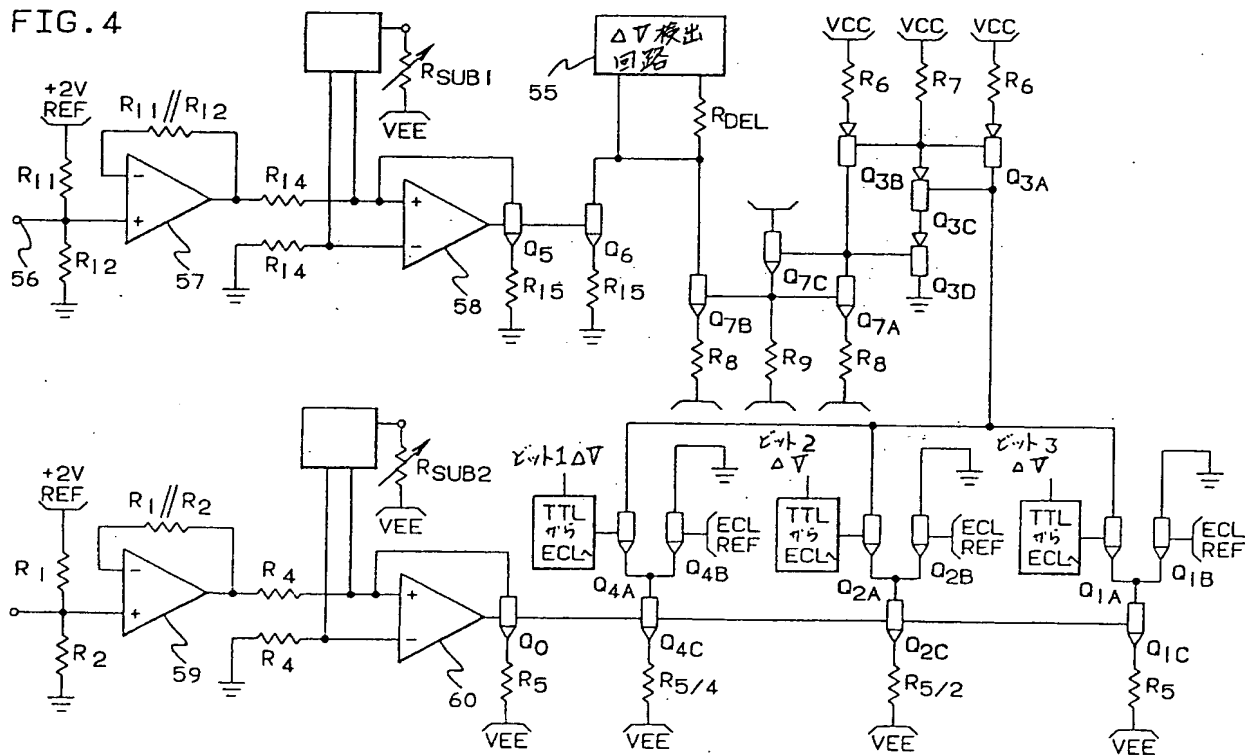 FIG.4
+2V
REF
R11
R12
56
R11//R12
57
R14
R14
RSUB1
VEE
58
Q5
R15
Q6
R15
ΔV検出
回路
55
RDEL
VCC
VCC
VCC
R6
R7
R6
Q3B
Q3A
Q3C
Q3D
Q7C
Q7B
Q7A
R8
R9
R8
+2V
REF
R1
R2
R1//R2
59
R4
R4
RSUB2
VEE
60
Q0
R5
VEE
ビット1ΔV
TTL
から
ECLへ
Q4A
Q4B
ECL
REF
Q4C
R5/4
VEE
ビット2
ΔV
TTL
から
ECLへ
Q2A
Q2B
ECL
REF
Q2C
R5/2
VEE
ビット3
ΔV
TTL
から
ECLへ
Q1A
Q1B
ECL
REF
Q1C
R5
VEE